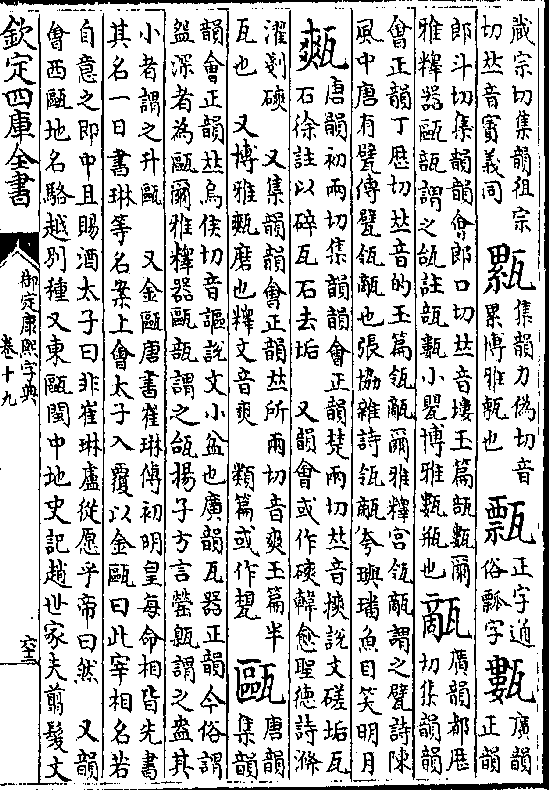 嵗宗切集韻祖宗
切𠀤音賨義同
集韻力偽切音
累博雅瓶也
㼼
正字通
俗瓢字
甊
廣韻
正韻
郎斗切集韻韻會郎口切𠀤音塿玉篇瓿甊爾
雅釋器甌瓿謂之瓵註瓿甊小甖博雅甊瓶也
甋
廣韻都歴
切集韻韻
會正韻丁歴切𠀤音的玉篇瓴甋爾雅釋宮瓴甋謂之甓詩陳
風中唐有甓傳甓瓴甋也張協雜詩瓴甋夸璵璠魚目笑明月
㼽
唐韻初兩切集韻韻會正韻楚兩切𠀤音搶說文磋垢瓦
石徐註以碎瓦石去垢 又韻會或作磢韓愈聖德詩滌
濯剗磢 又集韻韻會正韻𠀤所兩切音爽玉篇半
瓦也 又博雅㼽磨也釋文音爽 類篇或作
甌
唐韻
集韻
韻會正韻𠀤烏侯切音謳說文小盆也廣韻瓦器正韻今俗謂
盌深者為甌爾雅釋器甌瓿謂之瓵揚子方言罃甈謂之盎其
小者謂之升甌 又金甌唐書崔琳傳初明皇每命相皆先書
其名一日書琳等名案上會太子入覆以金甌曰此宰相名若
自意之即中且賜酒太子曰非崔琳盧從愿乎帝曰然 又韻
會西甌地名駱越別種又東甌閩中地史記趙世家夫翦髮文
欽定四庫全書
御定康熙字典
卷十九
六十三